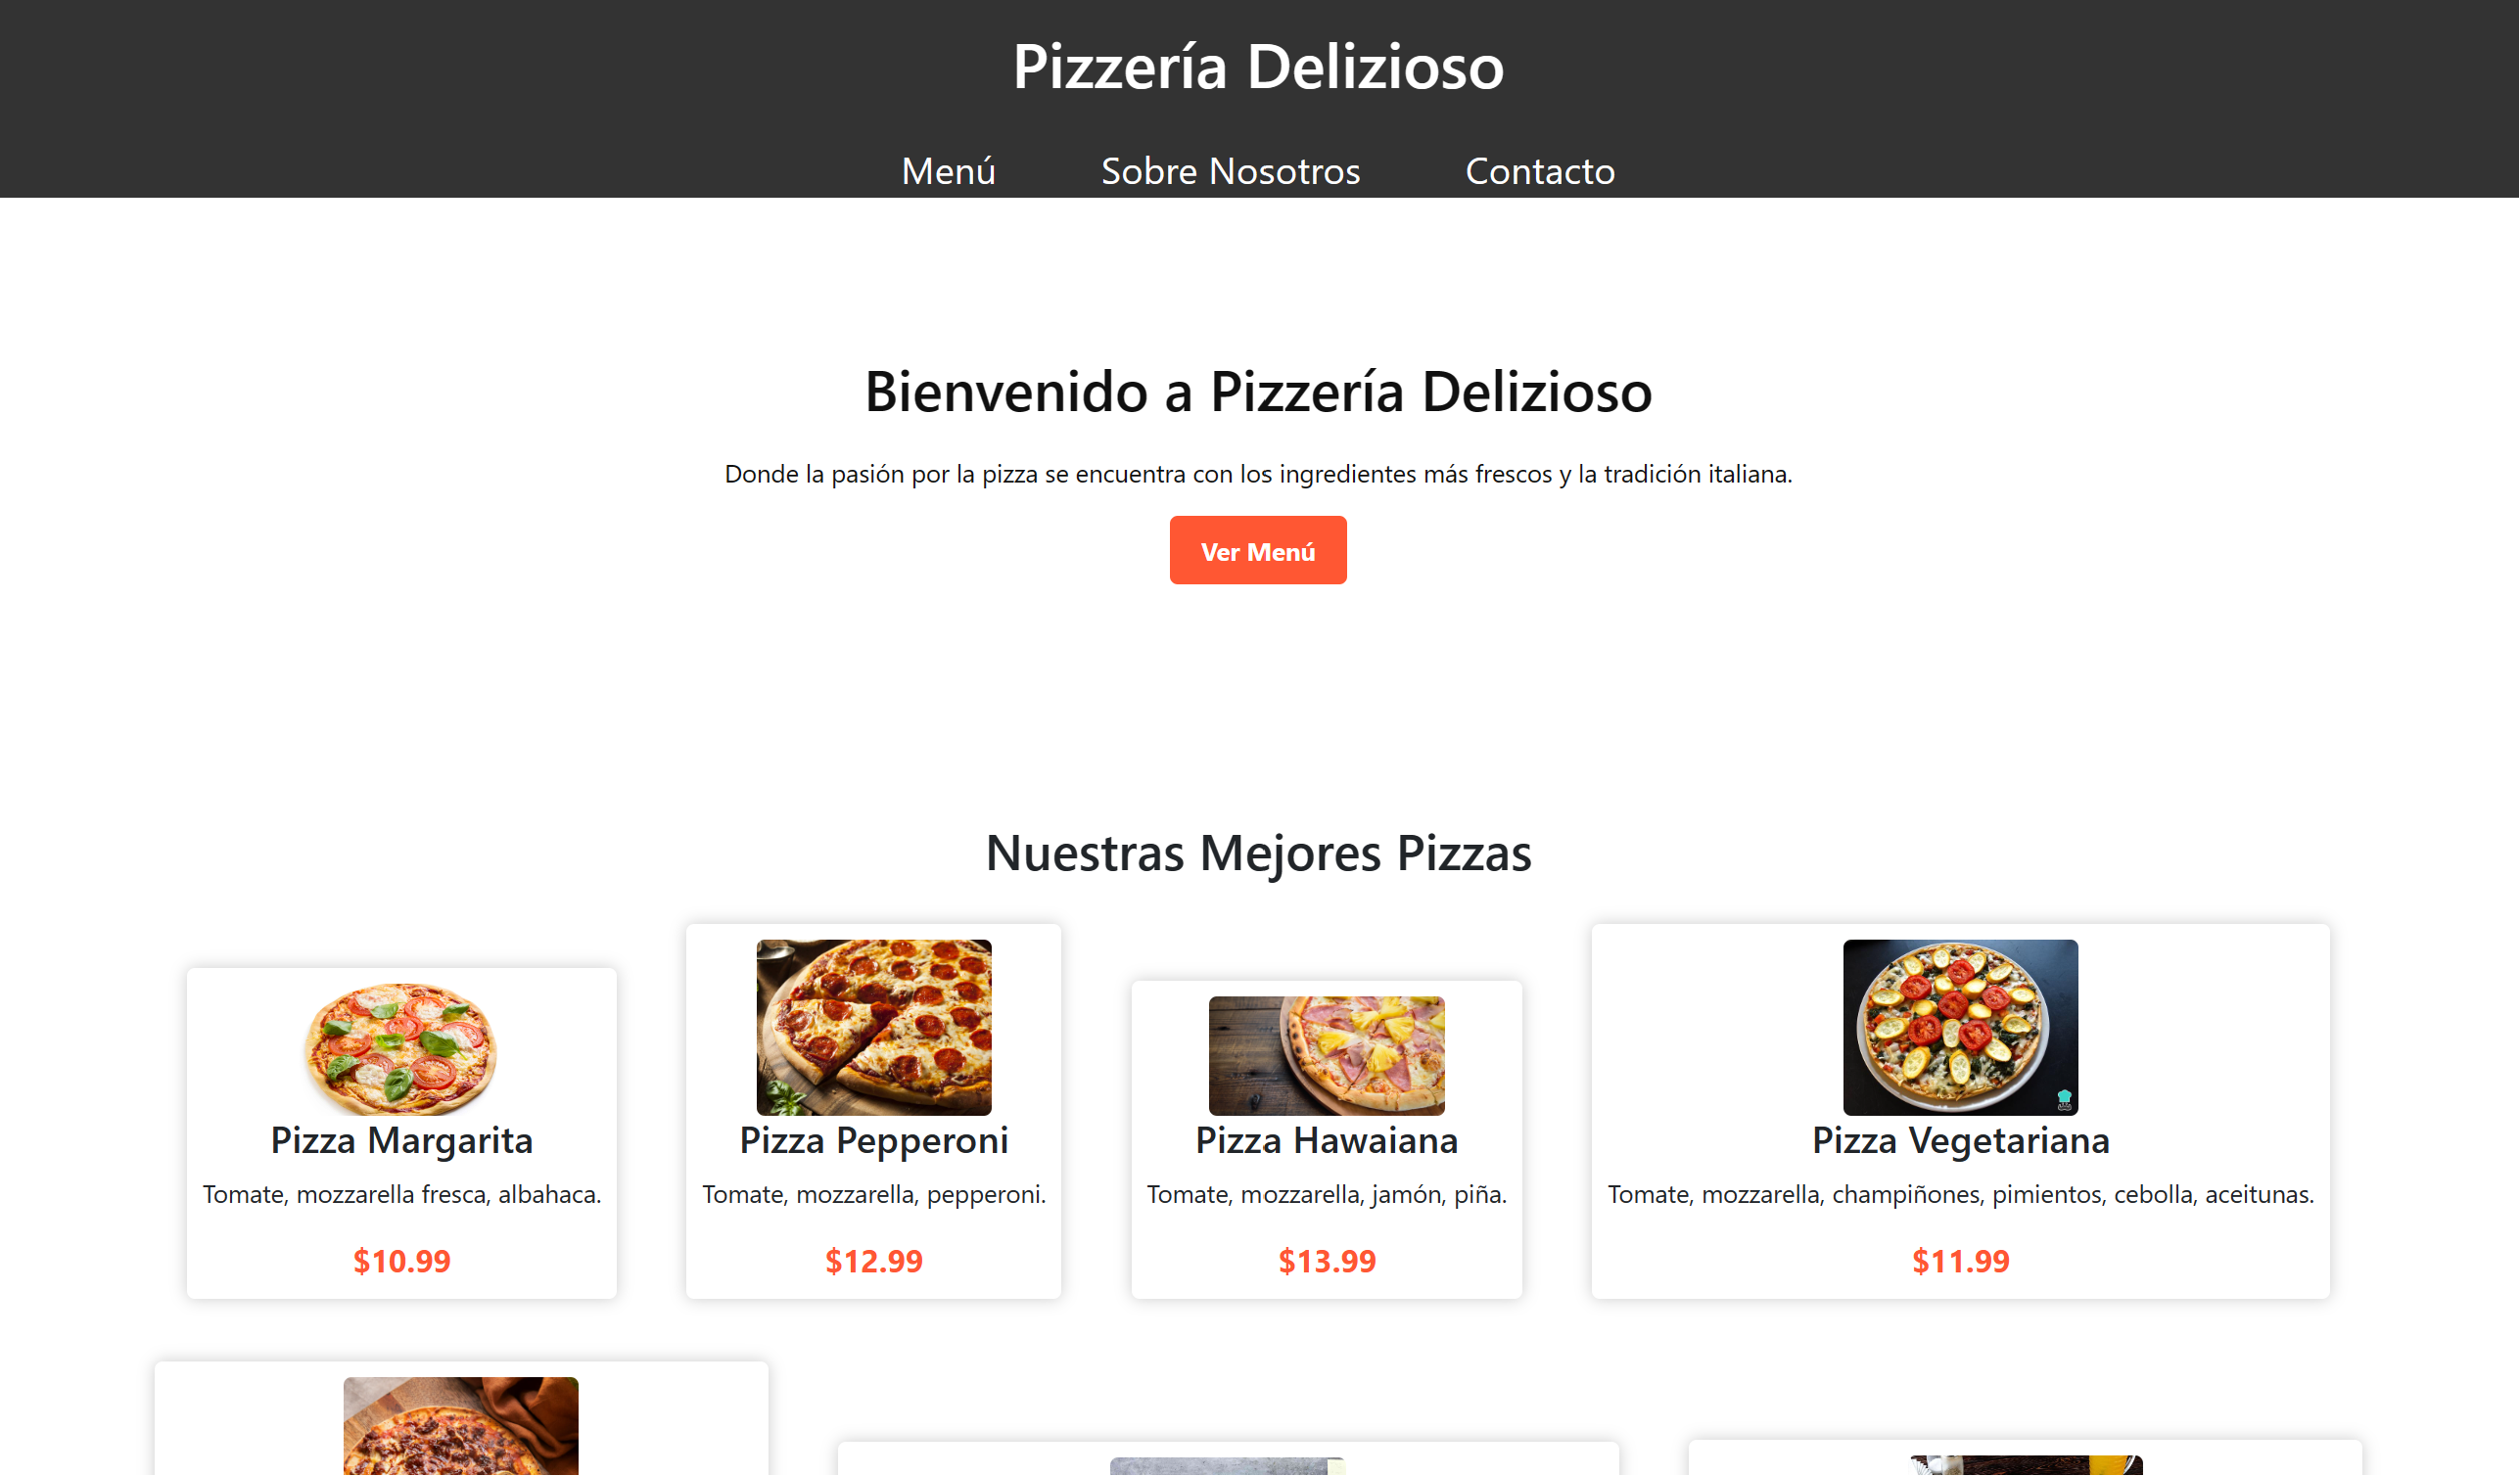 Pizzería Delizioso
Menú Sobre Nosotros Contacto
Bienvenido a Pizzería Delizioso
Donde la pasión por la pizza se encuentra con los ingredientes más frescos y la tradición italiana.
Ver Menú
Nuestras Mejores Pizzas
Pizza Margarita
Tomate, mozzarella fresca, albahaca.
$10.99
Pizza Pepperoni
Tomate, mozzarella, pepperoni.
$12.99
Pizza Hawaiana
Tomate, mozzarella, jamón, piña.
$13.99
Pizza Vegetariana
Tomate, mozzarella, champiñones, pimientos, cebolla, aceitunas.
$11.99